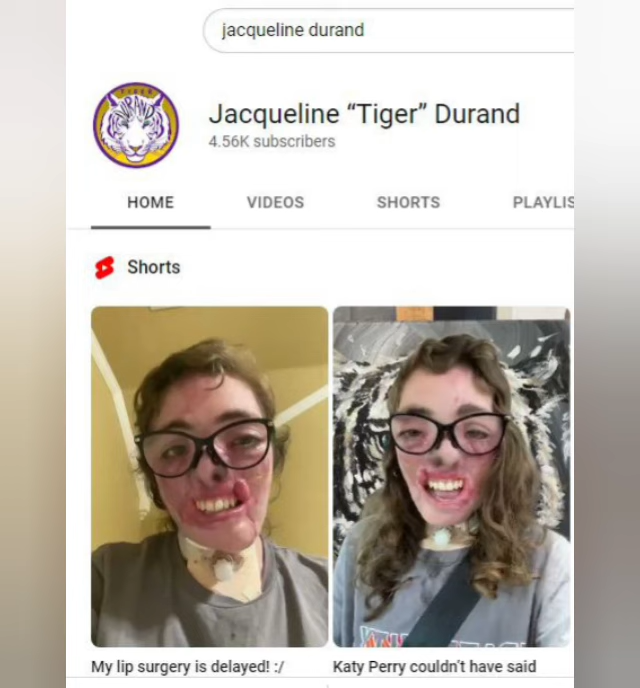 jacqueline durand
DURAND
Jacqueline “Tiger” Durand
4.56K subscribers
HOME VIDEOS SHORTS PLAYLIS
Shorts
My lip surgery is delayed! :/ Katy Perry couldn't have said